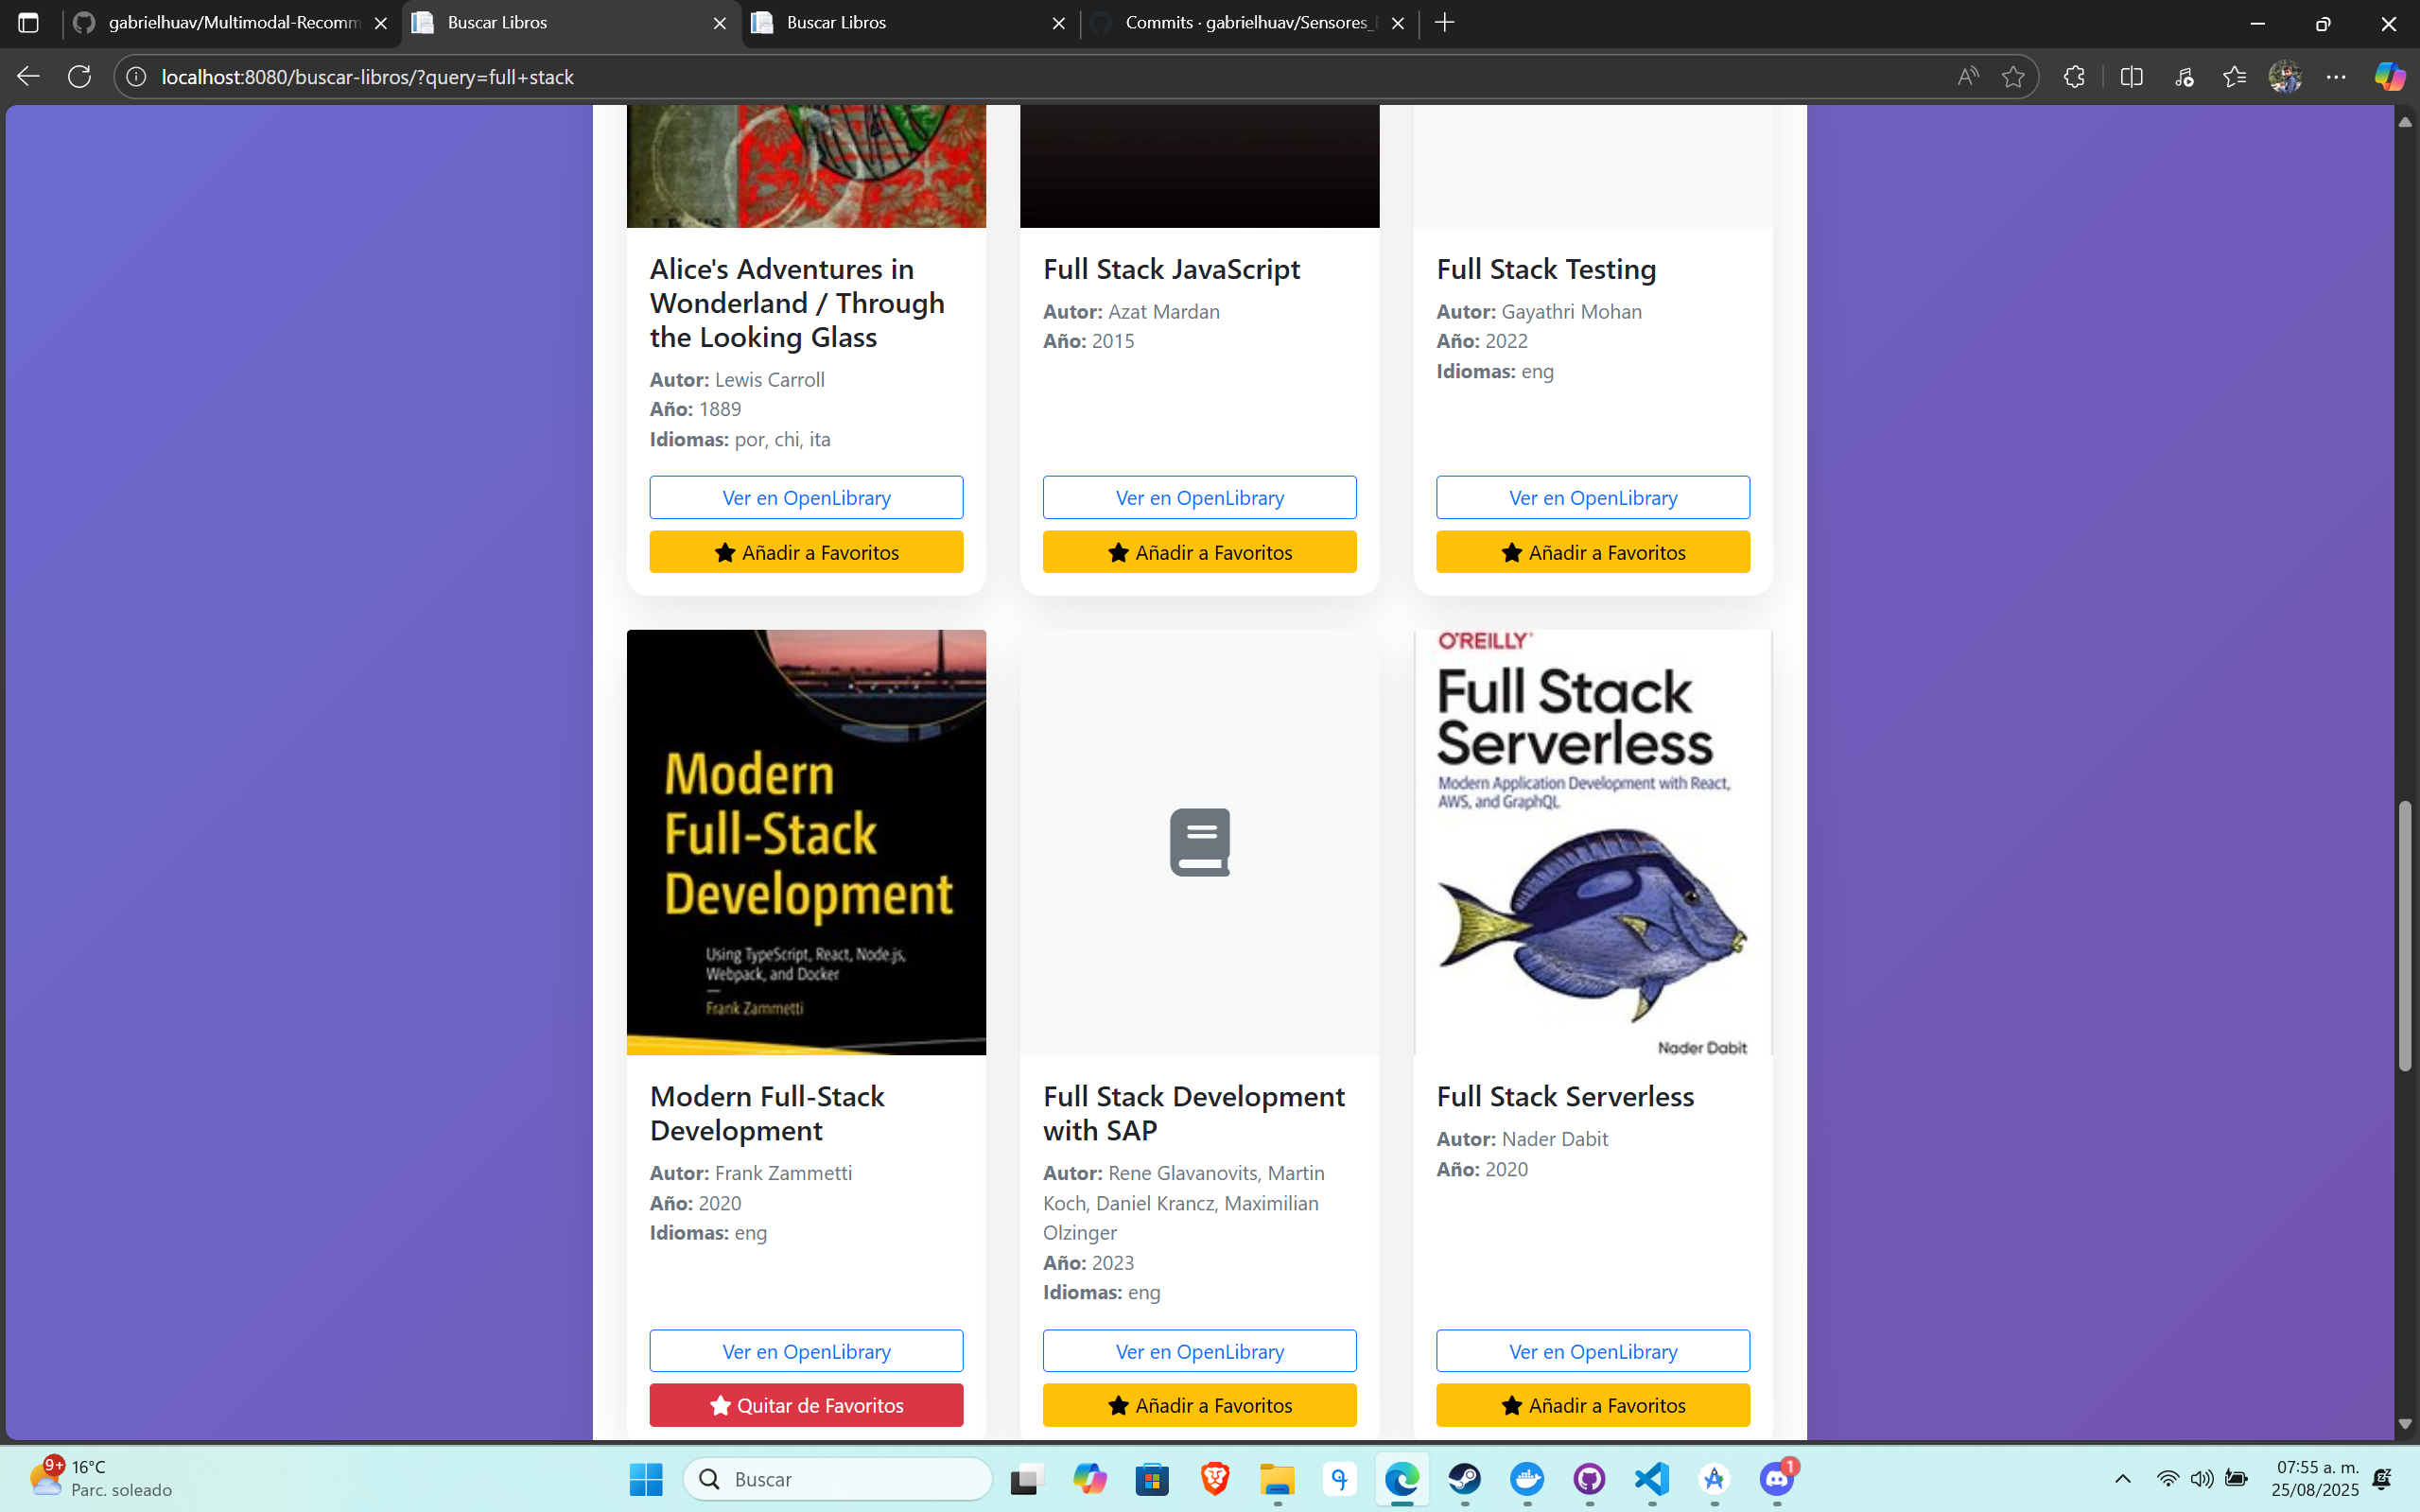 gabrielhuav/Multimodal-Recomm
Buscar Libros
Buscar Libros
Commits · gabrielhuav/Sensores_
localhost:8080/buscar-libros/?query=full+stack
Alice's Adventures in
Wonderland / Through
the Looking Glass
Autor: Lewis Carroll
Año: 1889
Idiomas: por, chi, ita
Ver en OpenLibrary
Añadir a Favoritos
Full Stack JavaScript
Autor: Azat Mardan
Año: 2015
Ver en OpenLibrary
Añadir a Favoritos
Full Stack Testing
Autor: Gayathri Mohan
Año: 2022
Idiomas: eng
Ver en OpenLibrary
Añadir a Favoritos
Modern
Full-Stack
Development
Using TypeScript, React, Node.js,
Webpack, and Docker
Frank Zammetti
Modern Full-Stack
Development
Autor: Frank Zammetti
Año: 2020
Idiomas: eng
Ver en OpenLibrary
Quitar de Favoritos
Full Stack Development
with SAP
Autor: Rene Glavanovits, Martin
Koch, Daniel Krancz, Maximilian
Olzinger
Año: 2023
Idiomas: eng
Ver en OpenLibrary
Añadir a Favoritos
O'REILLY
Full Stack
Serverless
Modern Application Development with React,
AWS, and GraphQL
Nader Dabit
Full Stack Serverless
Autor: Nader Dabit
Año: 2020
Ver en OpenLibrary
Añadir a Favoritos
9+
16°C
Parc. soleado
Buscar
1
07:55 a. m.
25/08/2025